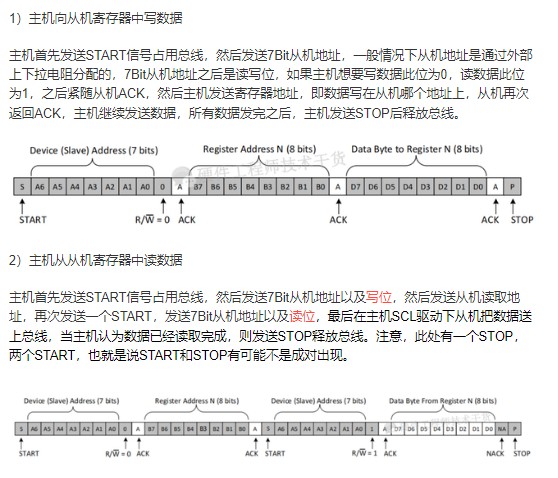 1）主机向从机寄存器中写数据
主机首先发送START信号占用总线，然后发送7Bit从机地址，一般情况下从机地址是通过外部
上下拉电阻分配的，7Bit从机地址之后是读写位，如果主机想要写数据此位为0，读数据此位
为1，之后紧随从机ACK，然后主机发送寄存器地址，即数据写在从机哪个地址上，从机再次
返回ACK，主机继续发送数据，所有数据发完之后，主机发送STOP后释放总线。
硬件工程师技术干货
Device (Slave) Address (7 bits) Register Address N (8 bits) Data Byte to Register N (8 bits)
S A6 A5 A4 A3 A2 A1 A0 0 A B7 B6 B5 B4 B3 B2 B1 B0 A D7 D6 D5 D4 D3 D2 D1 D0 A P
START R/W̅ = 0 ACK ACK ACK STOP
2）主机从从机寄存器中读数据
主机首先发送START信号占用总线，然后发送7Bit从机地址以及写位，然后发送从机读取地
址，再次发送一个START，发送7Bit从机地址以及读位，最后在主机SCL驱动下从机把数据送
上总线，当主机认为数据已经读取完成，则发送STOP释放总线。注意，此处有一个STOP，
两个START，也就是说START和STOP有可能不是成对出现。
Device (Slave) Address (7 bits) Register Address N (8 bits) Device (Slave) Address (7 bits) Data Byte From Register N (8 bits)
S A6 A5 A4 A3 A2 A1 A0 0 A B7 B6 B5 B4 B3 B2 B1 B0 A S A6 A5 A4 A3 A2 A1 A0 1 A D7 D6 D5 D4 D3 D2 D1 D0 NA P
START R/W̅ = 0 ACK ACK START R/W̅ = 1 ACK NACK STOP